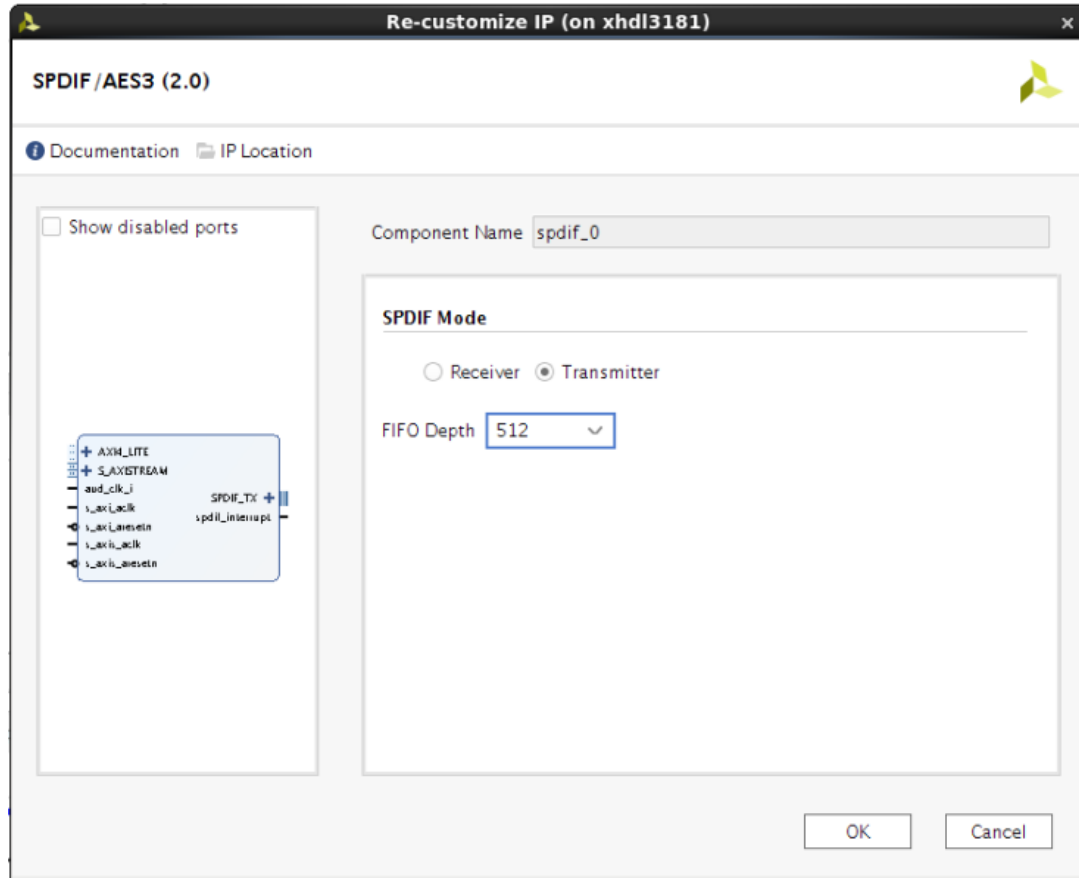 Re-customize IP (on xhdl3181)
SPDIF/AES3 (2.0)
Documentation IP Location
Show disabled ports
Component Name spdif_0
SPDIF Mode
Receiver Transmitter
FIFO Depth 512
AXI4_LITE
S_AXISTREAM
aud_clk_i
s_axi_aclk
s_axi_aresetn
s_axis_aclk
s_axis_aresetn
SPDIF_TX
spdif_interrupt
OK Cancel